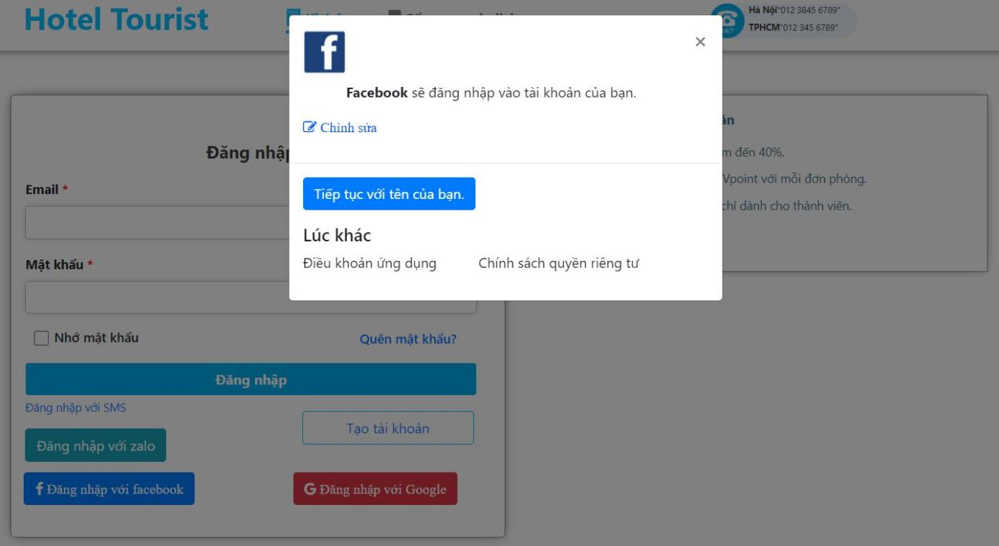 Hotel Tourist
Hà Nội"012 3845 6789"
24/7
TPHCM"012 345 6789"
Facebook sẽ đăng nhập vào tài khoản của bạn.
Chỉnh sửa
Tiếp tục với tên của bạn.
Lúc khác
Điều khoản ứng dụng
Chính sách quyền riêng tư
Đăng nhập
Email *
Mật khẩu *
Nhớ mật khẩu
Quên mật khẩu?
Đăng nhập
Đăng nhập với SMS
Tạo tài khoản
Đăng nhập với zalo
Đăng nhập với facebook
G Đăng nhập với Google
đến 40%.
Vpoint với mỗi đơn phòng.
chỉ dành cho thành viên.